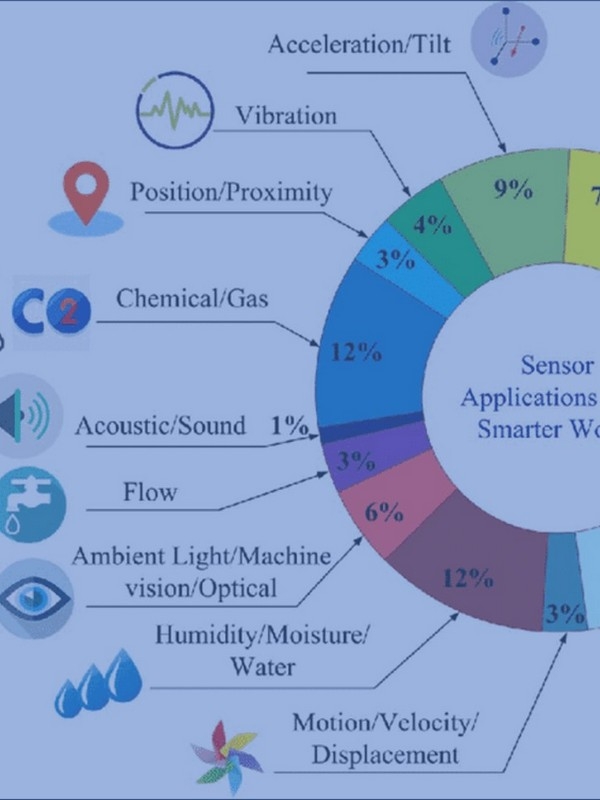 Acceleration/Tilt
Vibration
9%
7
4%
Position/Proximity
3%
CO2
Chemical/Gas
12%
Sensor
Applications
Smarter Wo
Acoustic/Sound 1%
3%
Flow
6%
Ambient Light/Machine
vision/Optical
12%
3%
Humidity/Moisture/
Water
Motion/Velocity/
Displacement